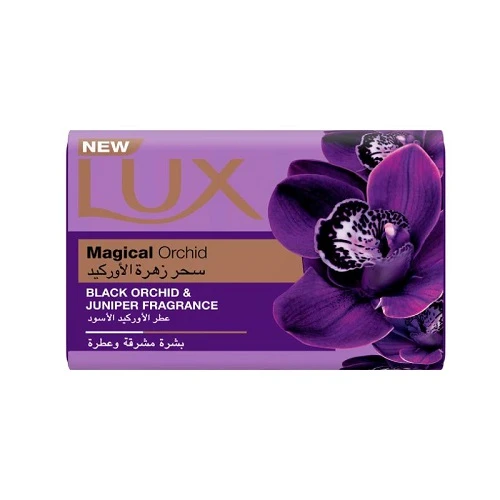 NEW
LUX
Magical Orchid
سحر زهرة الأوركيد
BLACK ORCHID &
JUNIPER FRAGRANCE
عطر الأوركيد الأسود
بشرة مشرقة وعطرة